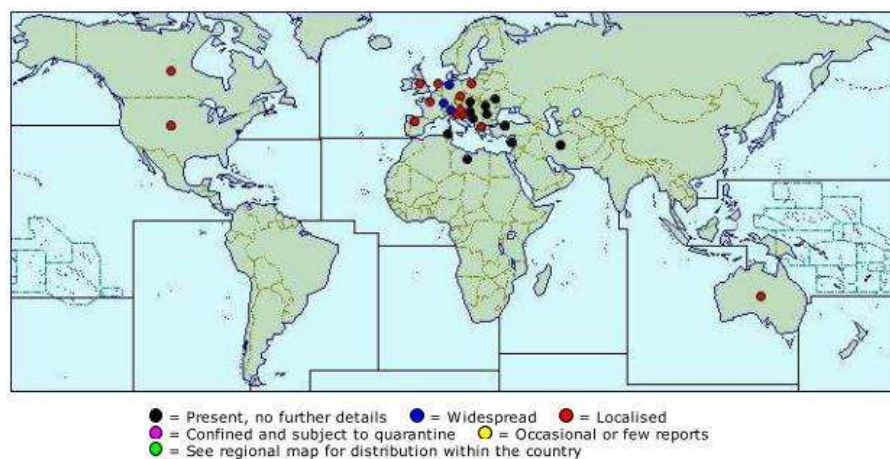 = Present, no further details = Widespread = Localised
= Confined and subject to quarantine = Occasional or few reports
= See regional map for distribution within the country